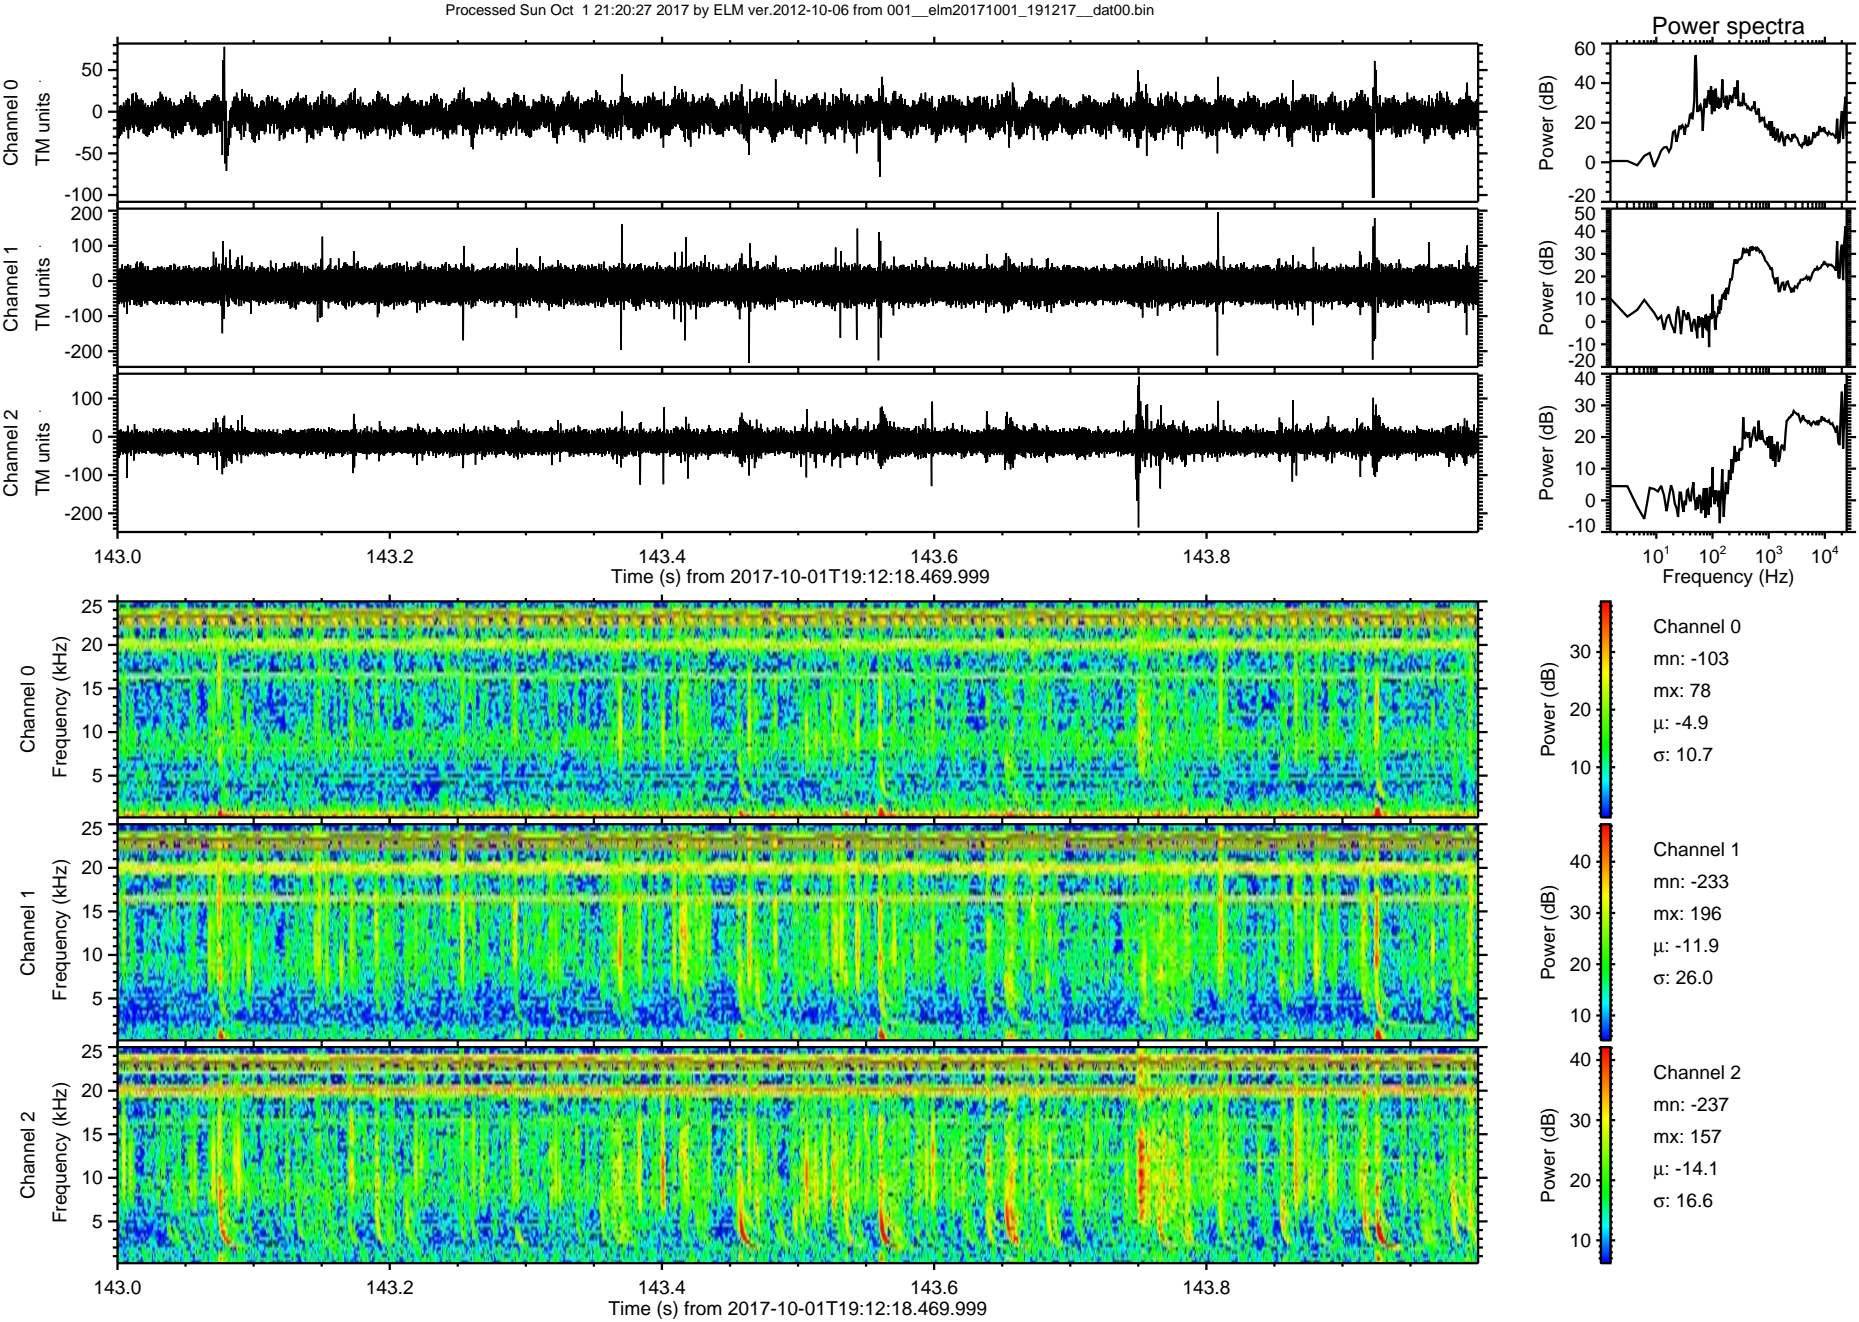 Processed Sun Oct  1 21:20:27 2017 by ELM ver.2012-10-06 from 001__elm20171001_191217__dat00.bin
Power spectra
Channel 0
TM units
50
0
-50
-100
Power (dB)
60
40
20
0
-20
Channel 1
TM units
200
100
0
-100
-200
Power (dB)
50
40
30
20
10
0
-10
-20
Channel 2
TM units
100
0
-100
-200
Power (dB)
40
30
20
10
0
-10
143.0 143.2 143.4 143.6 143.8
Time (s) from 2017-10-01T19:12:18.469.999
10¹ 10² 10³ 10⁴
Frequency (Hz)
Channel 0
Frequency (kHz)
25
20
15
10
5
Power (dB)
30
20
10
Channel 0
mn: -103
mx: 78
μ: -4.9
σ: 10.7
Channel 1
Frequency (kHz)
25
20
15
10
5
Power (dB)
40
30
20
10
Channel 1
mn: -233
mx: 196
μ: -11.9
σ: 26.0
Channel 2
Frequency (kHz)
25
20
15
10
5
Power (dB)
40
30
20
10
Channel 2
mn: -237
mx: 157
μ: -14.1
σ: 16.6
143.0 143.2 143.4 143.6 143.8
Time (s) from 2017-10-01T19:12:18.469.999